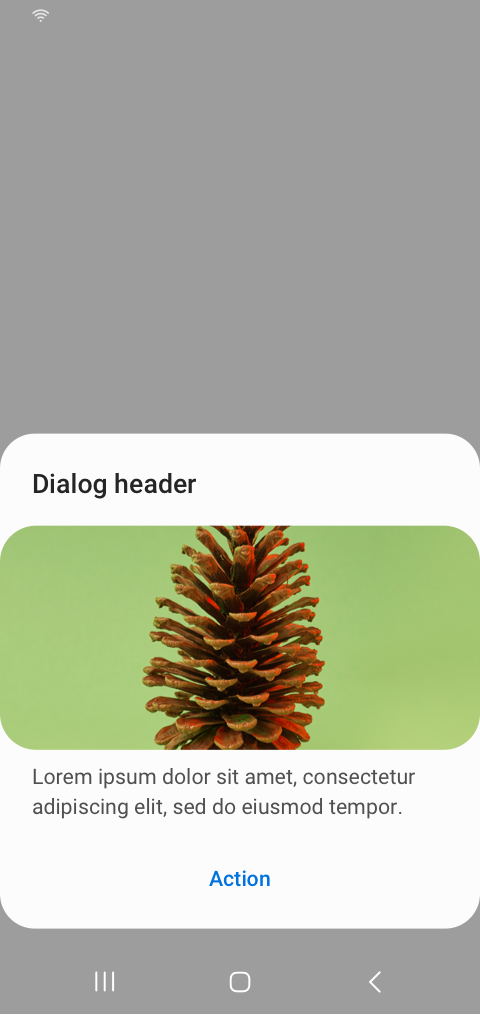 Dialog header
Lorem ipsum dolor sit amet, consectetur
adipiscing elit, sed do eiusmod tempor.
Action